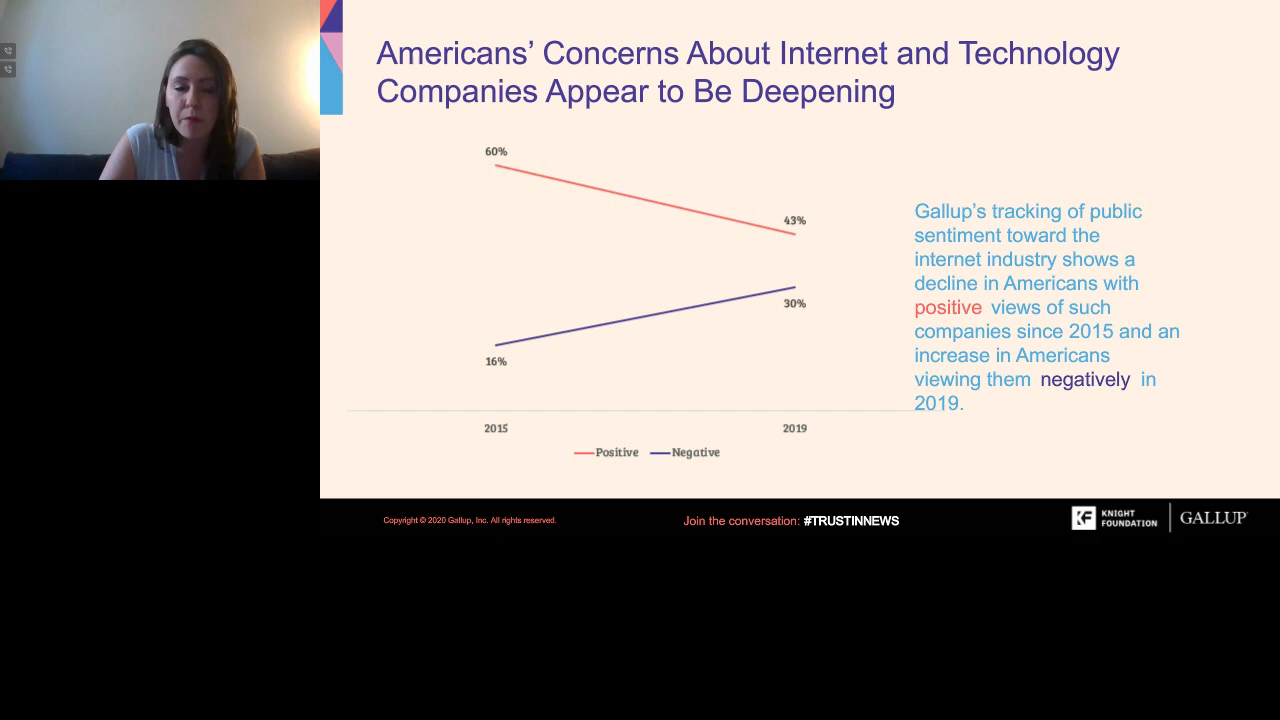 Americans’ Concerns About Internet and Technology
Companies Appear to Be Deepening
60%
43%
30%
16%
2015
2019
Positive
Negative
Gallup’s tracking of public
sentiment toward the
internet industry shows a
decline in Americans with
positive views of such
companies since 2015 and an
increase in Americans
viewing them negatively in
2019.
Copyright © 2020 Gallup, Inc. All rights reserved.
Join the conversation: #TRUSTINNEWS
KF
KNIGHT
FOUNDATION
GALLUP